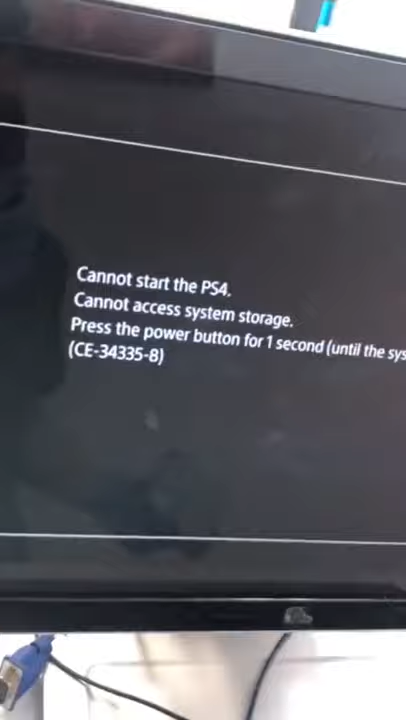 Cannot start the PS4.
Cannot access system storage.
Press the power button for 1 second (until the
(CE-34335-8)